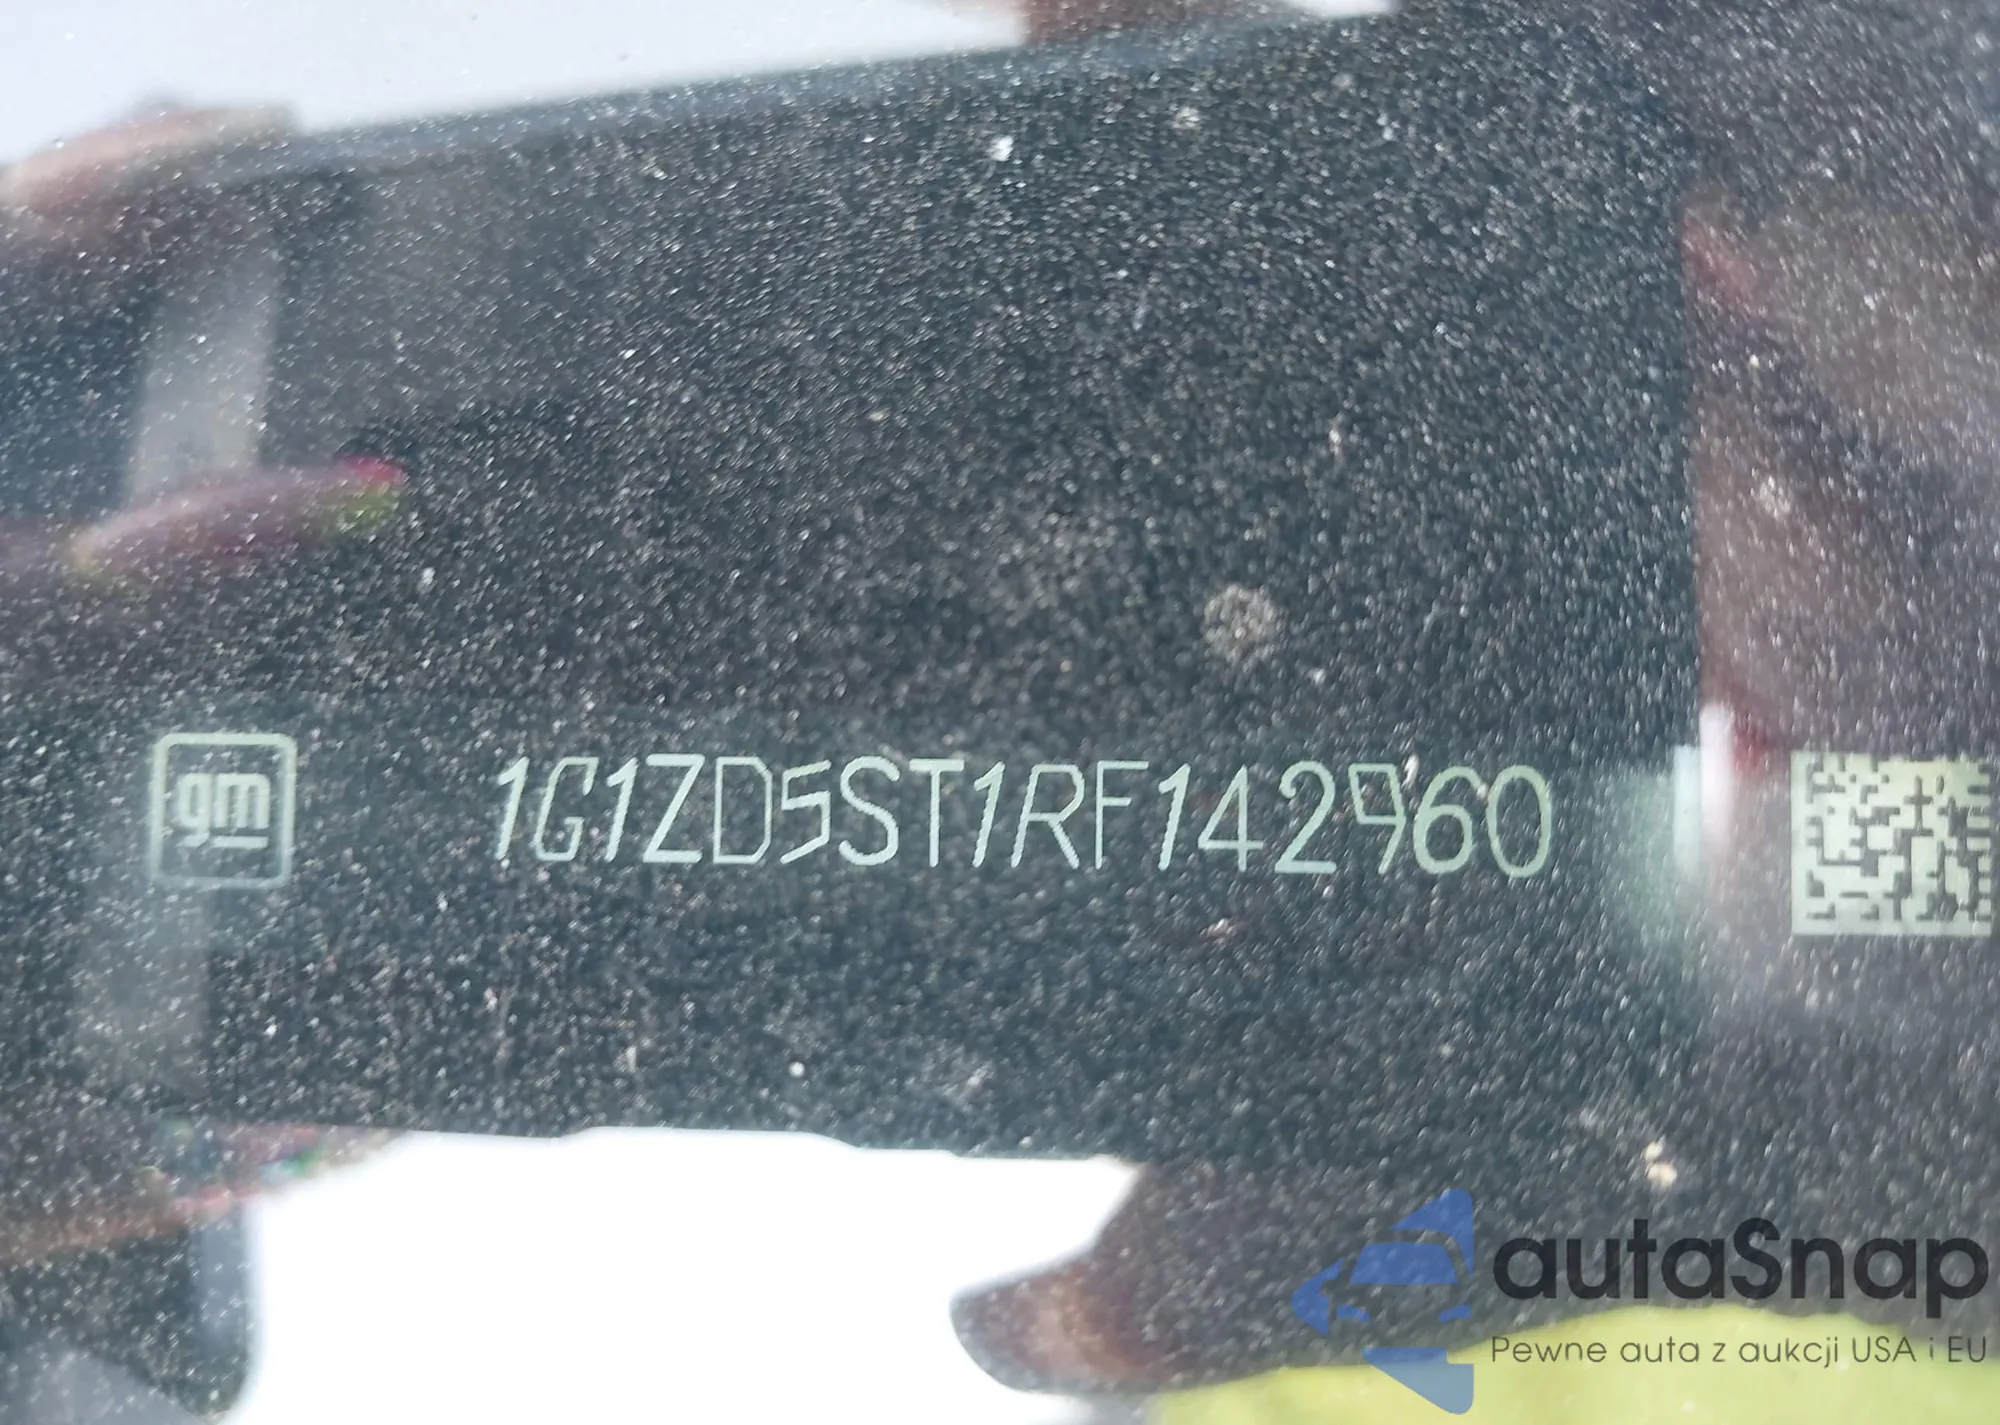 gm 1G1ZD5ST1RF142960
autaSnap
Pewne auta z aukcji USA i EU